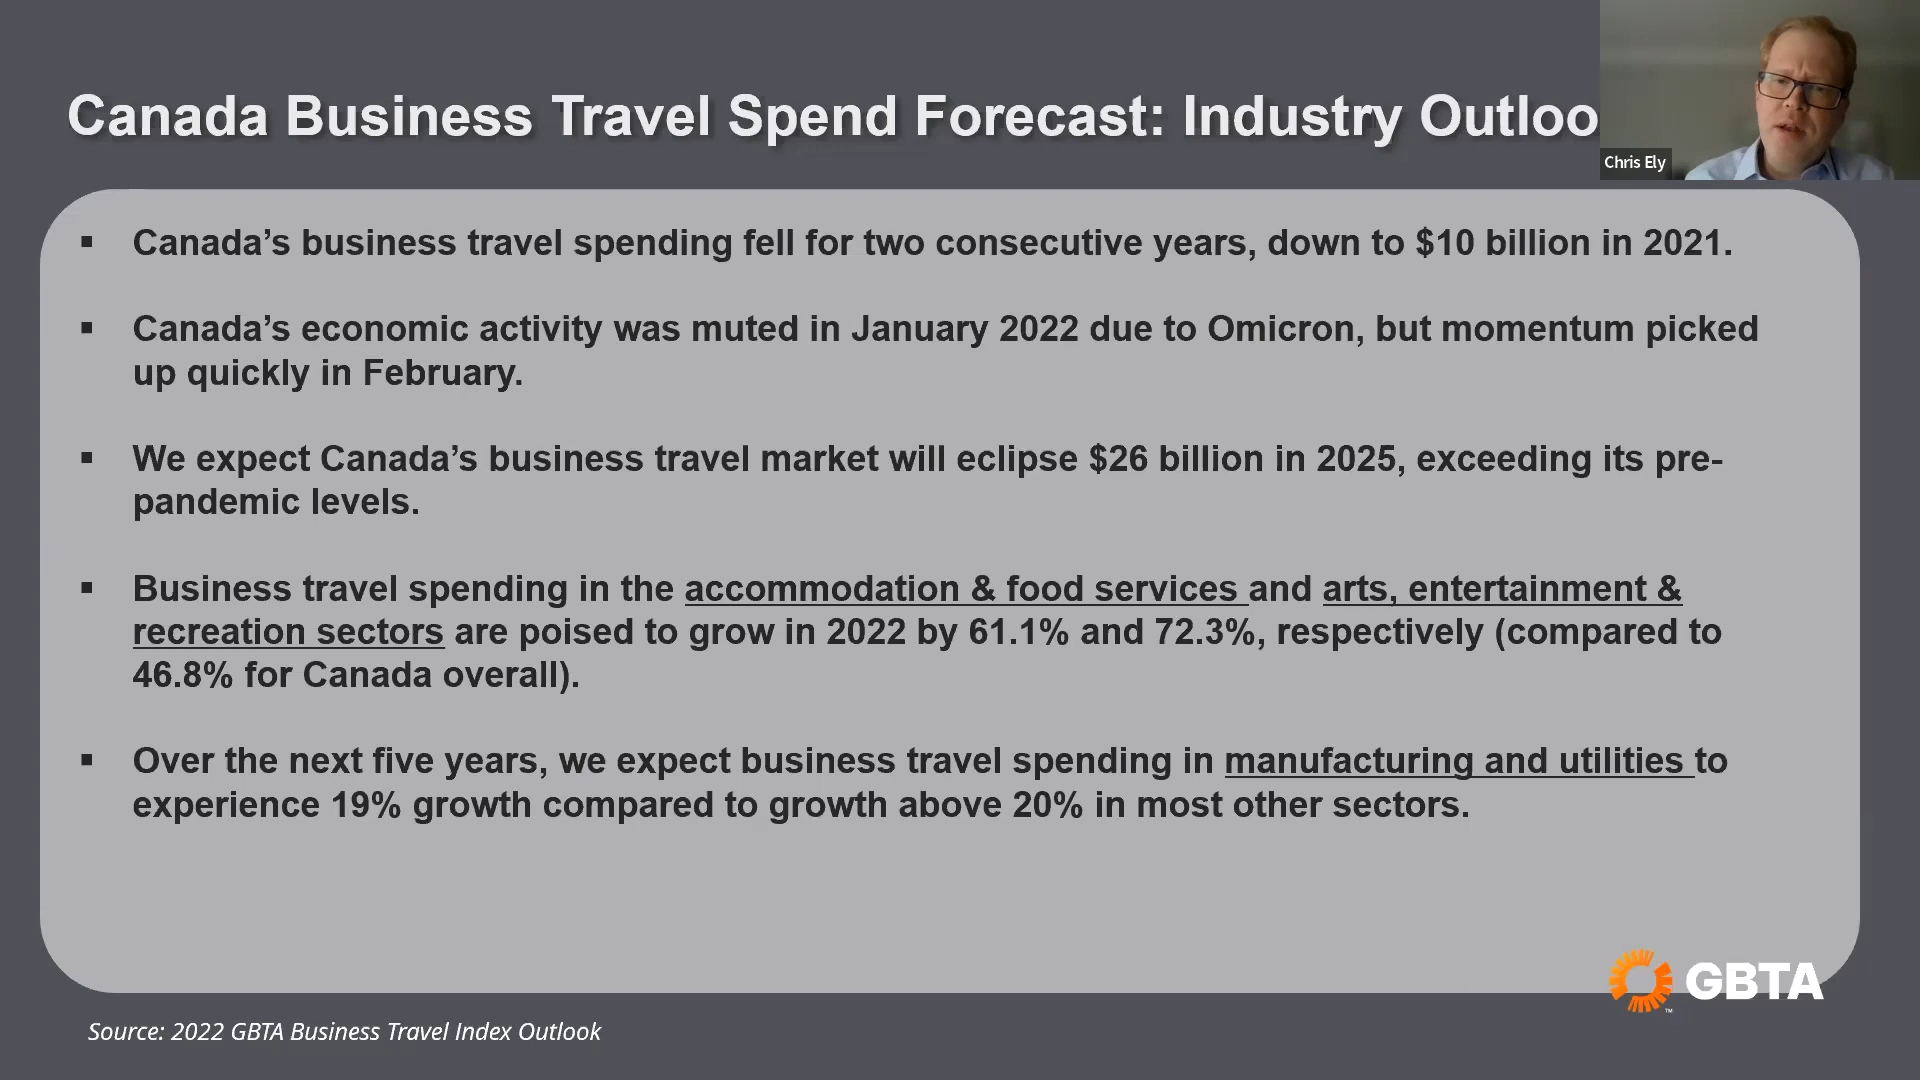 Canada Business Travel Spend Forecast: Industry Outloo
Chris Ely
▪ Canada’s business travel spending fell for two consecutive years, down to $10 billion in 2021.
▪ Canada’s economic activity was muted in January 2022 due to Omicron, but momentum picked
up quickly in February.
▪ We expect Canada’s business travel market will eclipse $26 billion in 2025, exceeding its pre-
pandemic levels.
▪ Business travel spending in the accommodation & food services and arts, entertainment &
recreation sectors are poised to grow in 2022 by 61.1% and 72.3%, respectively (compared to
46.8% for Canada overall).
▪ Over the next five years, we expect business travel spending in manufacturing and utilities to
experience 19% growth compared to growth above 20% in most other sectors.
GBTA
™
Source: 2022 GBTA Business Travel Index Outlook